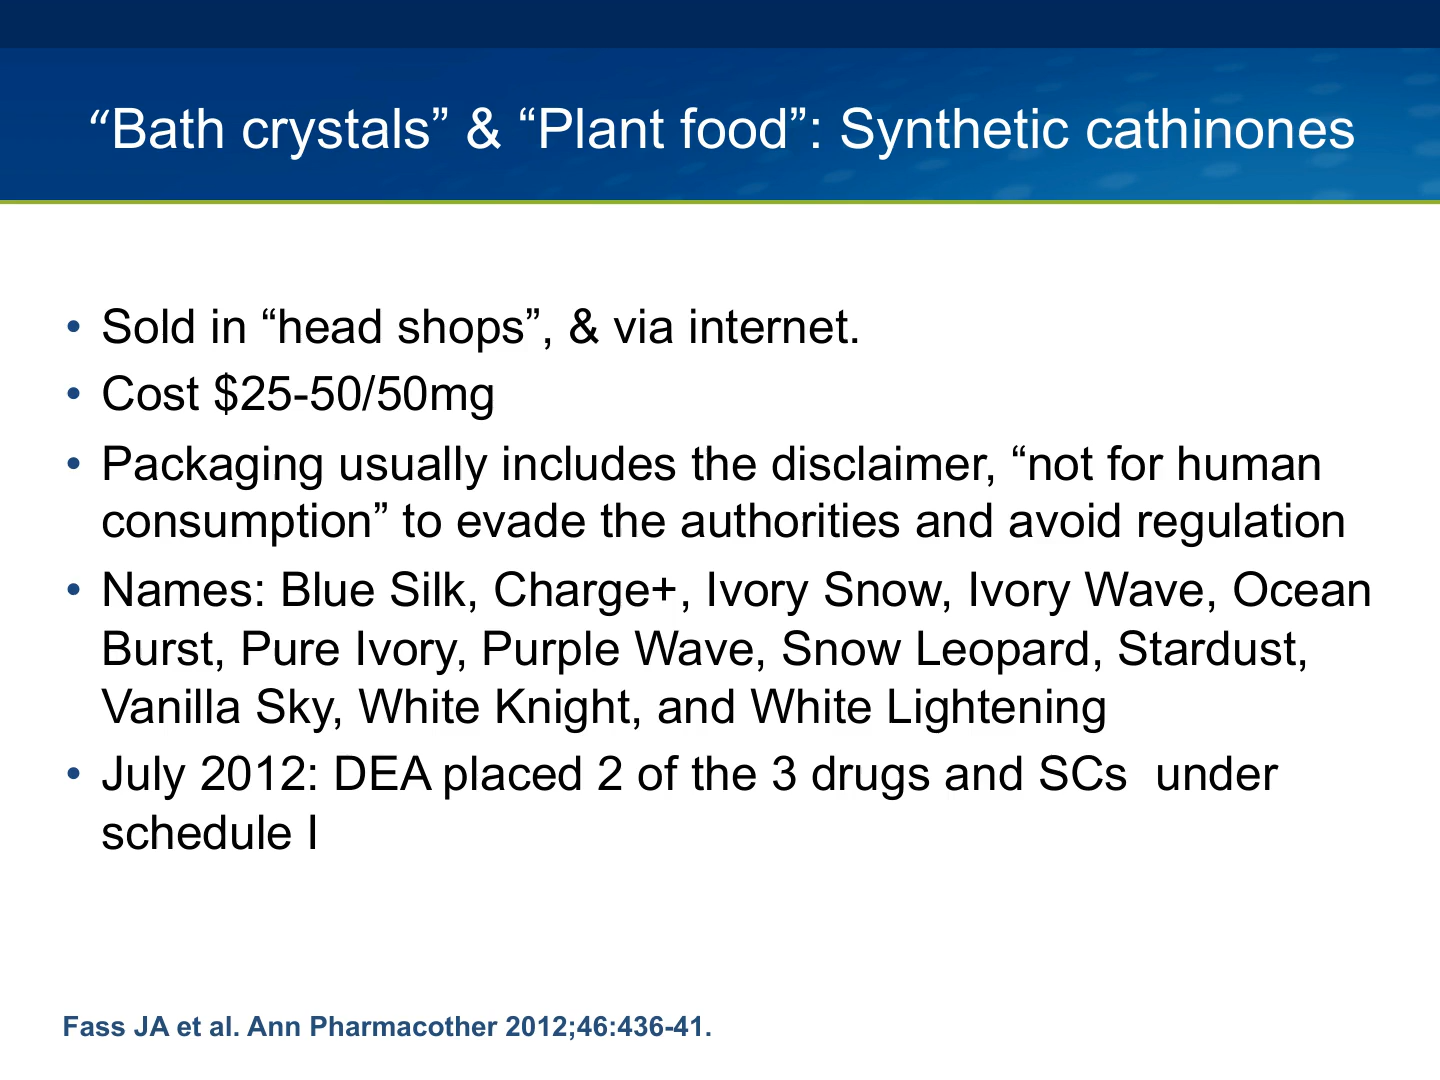 “Bath crystals” & “Plant food”: Synthetic cathinones
• Sold in “head shops”, & via internet.
• Cost $25-50/50mg
• Packaging usually includes the disclaimer, “not for human
consumption” to evade the authorities and avoid regulation
• Names: Blue Silk, Charge+, Ivory Snow, Ivory Wave, Ocean
Burst, Pure Ivory, Purple Wave, Snow Leopard, Stardust,
Vanilla Sky, White Knight, and White Lightening
• July 2012: DEA placed 2 of the 3 drugs and SCs  under
schedule I
Fass JA et al. Ann Pharmacother 2012;46:436-41.